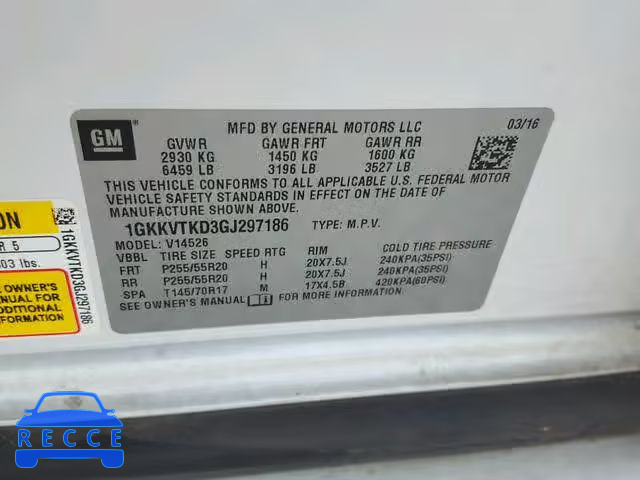 GM
MFD BY GENERAL MOTORS LLC
03/16
GVWR GAWR FRT GAWR RR
2930 KG 1450 KG 1600 KG
6459 LB 3196 LB 3527 LB
THIS VEHICLE CONFORMS TO ALL APPLICABLE U.S. FEDERAL MOTOR
VEHICLE SAFETY STANDARDS IN EFFECT ON THE DATE OF
MANUFACTURE SHOWN ABOVE.
1GKKVTKD3GJ297186 TYPE: M.P.V.
MODEL: V14526
VBBL TIRE SIZE SPEED RTG RIM COLD TIRE PRESSURE
FRT P255/55R20 H 20X7.5J 240KPA(35PSI)
RR P255/55R20 H 20X7.5J 240KPA(35PSI)
SPA T145/70R17 M 17X4.5B 420KPA(60PSI)
SEE OWNER'S MANUAL FOR MORE INFORMATION.
ON
R 5
03 lbs.
OWNER'S
NUAL FOR
DDITIONAL
ORMATION
1GKKVTKD3GJ297186
RECCE